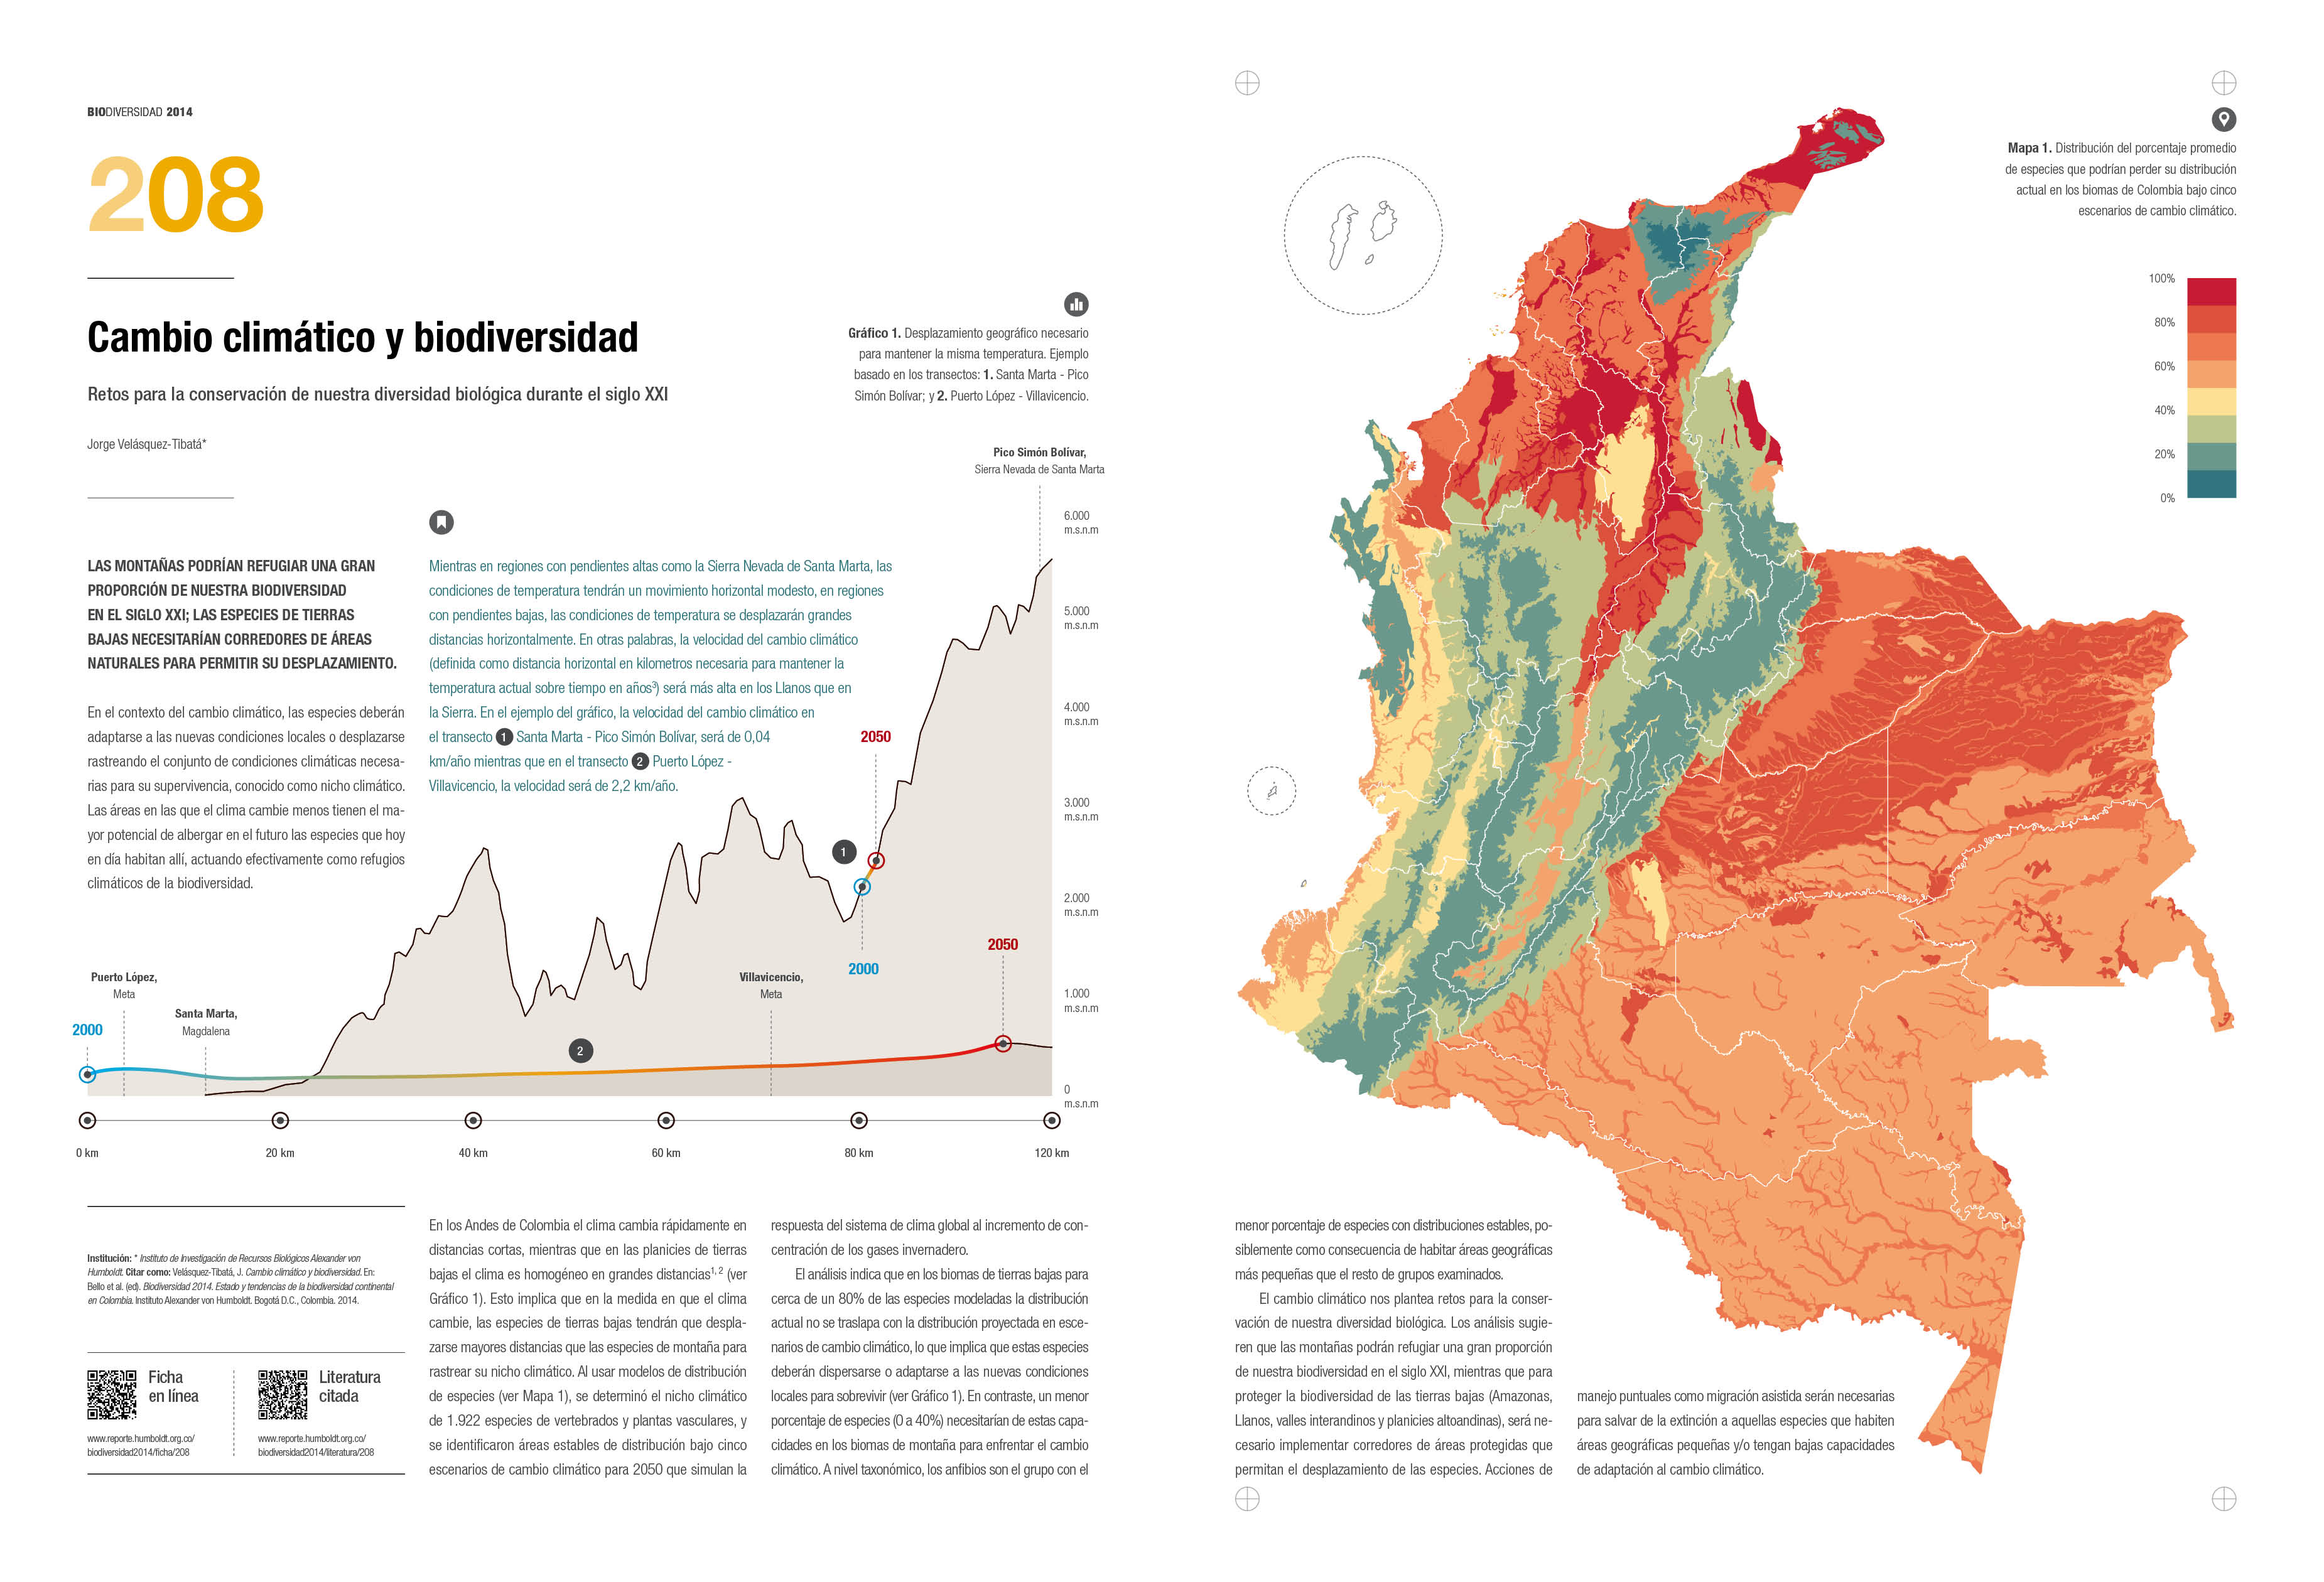 BIODIVERSIDAD 2014
208
Cambio climático y biodiversidad
Retos para la conservación de nuestra diversidad biológica durante el siglo XXI
Jorge Velásquez-Tibatá*
Gráfico 1. Desplazamiento geográfico necesario
para mantener la misma temperatura. Ejemplo
basado en los transectos: 1. Santa Marta - Pico
Simón Bolívar; y 2. Puerto López - Villavicencio.
LAS MONTAÑAS PODRÍAN REFUGIAR UNA GRAN
PROPORCIÓN DE NUESTRA BIODIVERSIDAD
EN EL SIGLO XXI; LAS ESPECIES DE TIERRAS
BAJAS NECESITARÍAN CORREDORES DE ÁREAS
NATURALES PARA PERMITIR SU DESPLAZAMIENTO.
En el contexto del cambio climático, las especies deberán
adaptarse a las nuevas condiciones locales o desplazarse
rastreando el conjunto de condiciones climáticas necesa-
rias para su supervivencia, conocido como nicho climático.
Las áreas en las que el clima cambie menos tienen el ma-
yor potencial de albergar en el futuro las especies que hoy
en día habitan allí, actuando efectivamente como refugios
climáticos de la biodiversidad.
Mientras en regiones con pendientes altas como la Sierra Nevada de Santa Marta, las
condiciones de temperatura tendrán un movimiento horizontal modesto, en regiones
con pendientes bajas, las condiciones de temperatura se desplazarán grandes
distancias horizontalmente. En otras palabras, la velocidad del cambio climático
(definida como distancia horizontal en kilometros necesaria para mantener la
temperatura actual sobre tiempo en años³) será más alta en los Llanos que en
la Sierra. En el ejemplo del gráfico, la velocidad del cambio climático en
el transecto 1 Santa Marta - Pico Simón Bolívar, será de 0,04
km/año mientras que en el transecto 2 Puerto López -
Villavicencio, la velocidad será de 2,2 km/año.
Pico Simón Bolívar,
Sierra Nevada de Santa Marta
6.000
m.s.n.m
5.000
m.s.n.m
4.000
m.s.n.m
3.000
m.s.n.m
2.000
m.s.n.m
1.000
m.s.n.m
0
m.s.n.m
2050
1
2000
2050
Puerto López,
Meta
Santa Marta,
Magdalena
Villavicencio,
Meta
2000
2
0 km
20 km
40 km
60 km
80 km
120 km
Institución: * Instituto de Investigación de Recursos Biológicos Alexander von
Humboldt. Citar como: Velásquez-Tibatá, J. Cambio climático y biodiversidad. En:
Bello et al. (ed). Biodiversidad 2014. Estado y tendencias de la biodiversidad continental
en Colombia. Instituto Alexander von Humboldt. Bogotá D.C., Colombia. 2014.
Ficha
en línea
www.reporte.humboldt.org.co/
biodiversidad2014/ficha/208
Literatura
citada
www.reporte.humboldt.org.co/
biodiversidad2014/literatura/208
En los Andes de Colombia el clima cambia rápidamente en
distancias cortas, mientras que en las planicies de tierras
bajas el clima es homogéneo en grandes distancias¹, ² (ver
Gráfico 1). Esto implica que en la medida en que el clima
cambie, las especies de tierras bajas tendrán que despla-
zarse mayores distancias que las especies de montaña para
rastrear su nicho climático. Al usar modelos de distribución
de especies (ver Mapa 1), se determinó el nicho climático
de 1.922 especies de vertebrados y plantas vasculares, y
se identificaron áreas estables de distribución bajo cinco
escenarios de cambio climático para 2050 que simulan la
respuesta del sistema de clima global al incremento de con-
centración de los gases invernadero.
El análisis indica que en los biomas de tierras bajas para
cerca de un 80% de las especies modeladas la distribución
actual no se traslapa con la distribución proyectada en esce-
narios de cambio climático, lo que implica que estas especies
deberán dispersarse o adaptarse a las nuevas condiciones
locales para sobrevivir (ver Gráfico 1). En contraste, un menor
porcentaje de especies (0 a 40%) necesitarían de estas capa-
cidades en los biomas de montaña para enfrentar el cambio
climático. A nivel taxonómico, los anfibios son el grupo con el
menor porcentaje de especies con distribuciones estables, po-
siblemente como consecuencia de habitar áreas geográficas
más pequeñas que el resto de grupos examinados.
El cambio climático nos plantea retos para la conser-
vación de nuestra diversidad biológica. Los análisis sugie-
ren que las montañas podrán refugiar una gran proporción
de nuestra biodiversidad en el siglo XXI, mientras que para
proteger la biodiversidad de las tierras bajas (Amazonas,
Llanos, valles interandinos y planicies altoandinas), será ne-
cesario implementar corredores de áreas protegidas que
permitan el desplazamiento de las especies. Acciones de
manejo puntuales como migración asistida serán necesarias
para salvar de la extinción a aquellas especies que habiten
áreas geográficas pequeñas y/o tengan bajas capacidades
de adaptación al cambio climático.
Mapa 1. Distribución del porcentaje promedio
de especies que podrían perder su distribución
actual en los biomas de Colombia bajo cinco
escenarios de cambio climático.
100%
80%
60%
40%
20%
0%